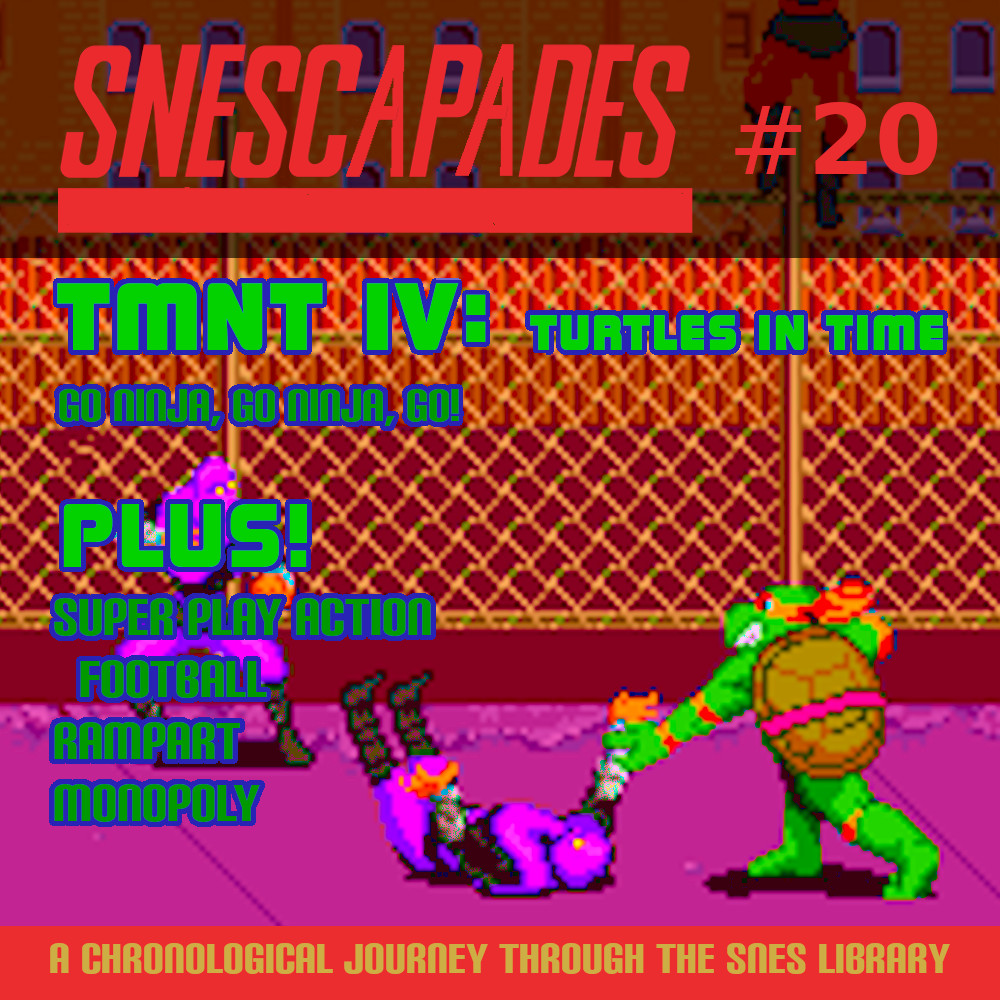 SNESCAPADES #20
TMNT IV: TURTLES IN TIME
GO NINJA, GO NINJA, GO!
PLUS!
SUPER PLAY ACTION
FOOTBALL
RAMPART
MONOPOLY
A CHRONOLOGICAL JOURNEY THROUGH THE SNES LIBRARY